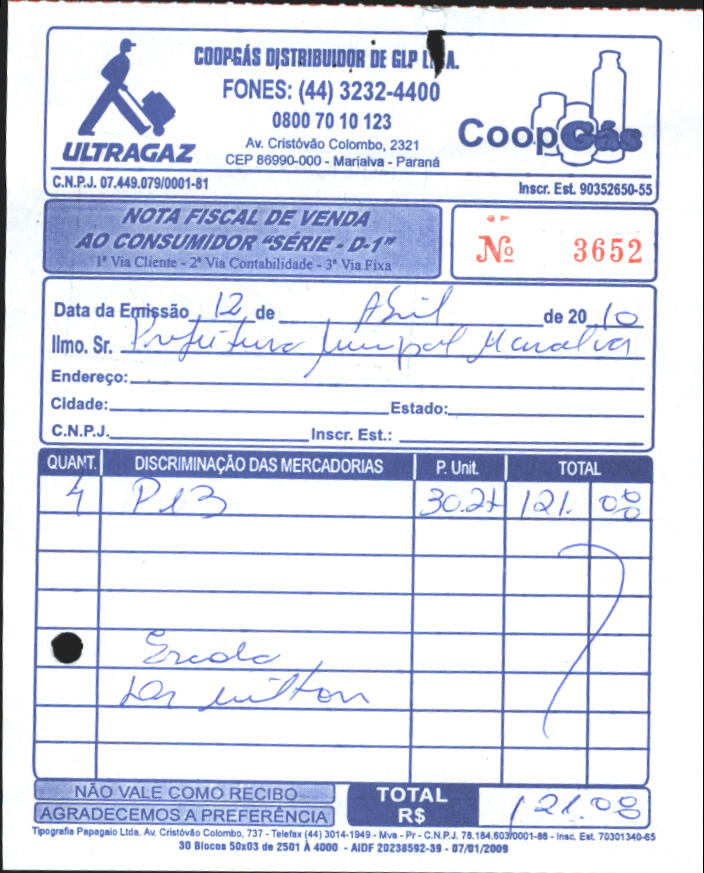 COOPGÁS DISTRIBUIDOR DE GLP LTDA.
FONES: (44) 3232-4400
0800 70 10 123
Av. Cristóvão Colombo, 2321
CEP 86990-000 - Marialva - Paraná
ULTRAGAZ
CoopGás
C.N.P.J. 07.449.079/0001-81
Inscr. Est. 90352650-55
NOTA FISCAL DE VENDA
AO CONSUMIDOR "SÉRIE - D-1"
1ª Via Cliente - 2ª Via Contabilidade - 3ª Via Fixa
Nº 3652
Data da Emissão 12 de Abril de 2010
Ilmo. Sr. Prefeitura Municipal Marialva
Endereço:
Cidade: Estado:
C.N.P.J. Inscr. Est.:
QUANT. DISCRIMINAÇÃO DAS MERCADORIAS P. Unit. TOTAL
4 P13 30.27 121. 08
Milton
NÃO VALE COMO RECIBO
AGRADECEMOS A PREFERÊNCIA
TOTAL R$ 121.08
Tipografia Papagaio Ltda. Av. Cristóvão Colombo, 737 - Telefax (44) 3014-1949 - Mva - Pr - C.N.P.J. 78.184.603/0001-88 - Insc. Est. 70301340-65
30 Blocos 50x03 de 2501 À 4000 - AIDF 20238592-39 - 07/01/2009